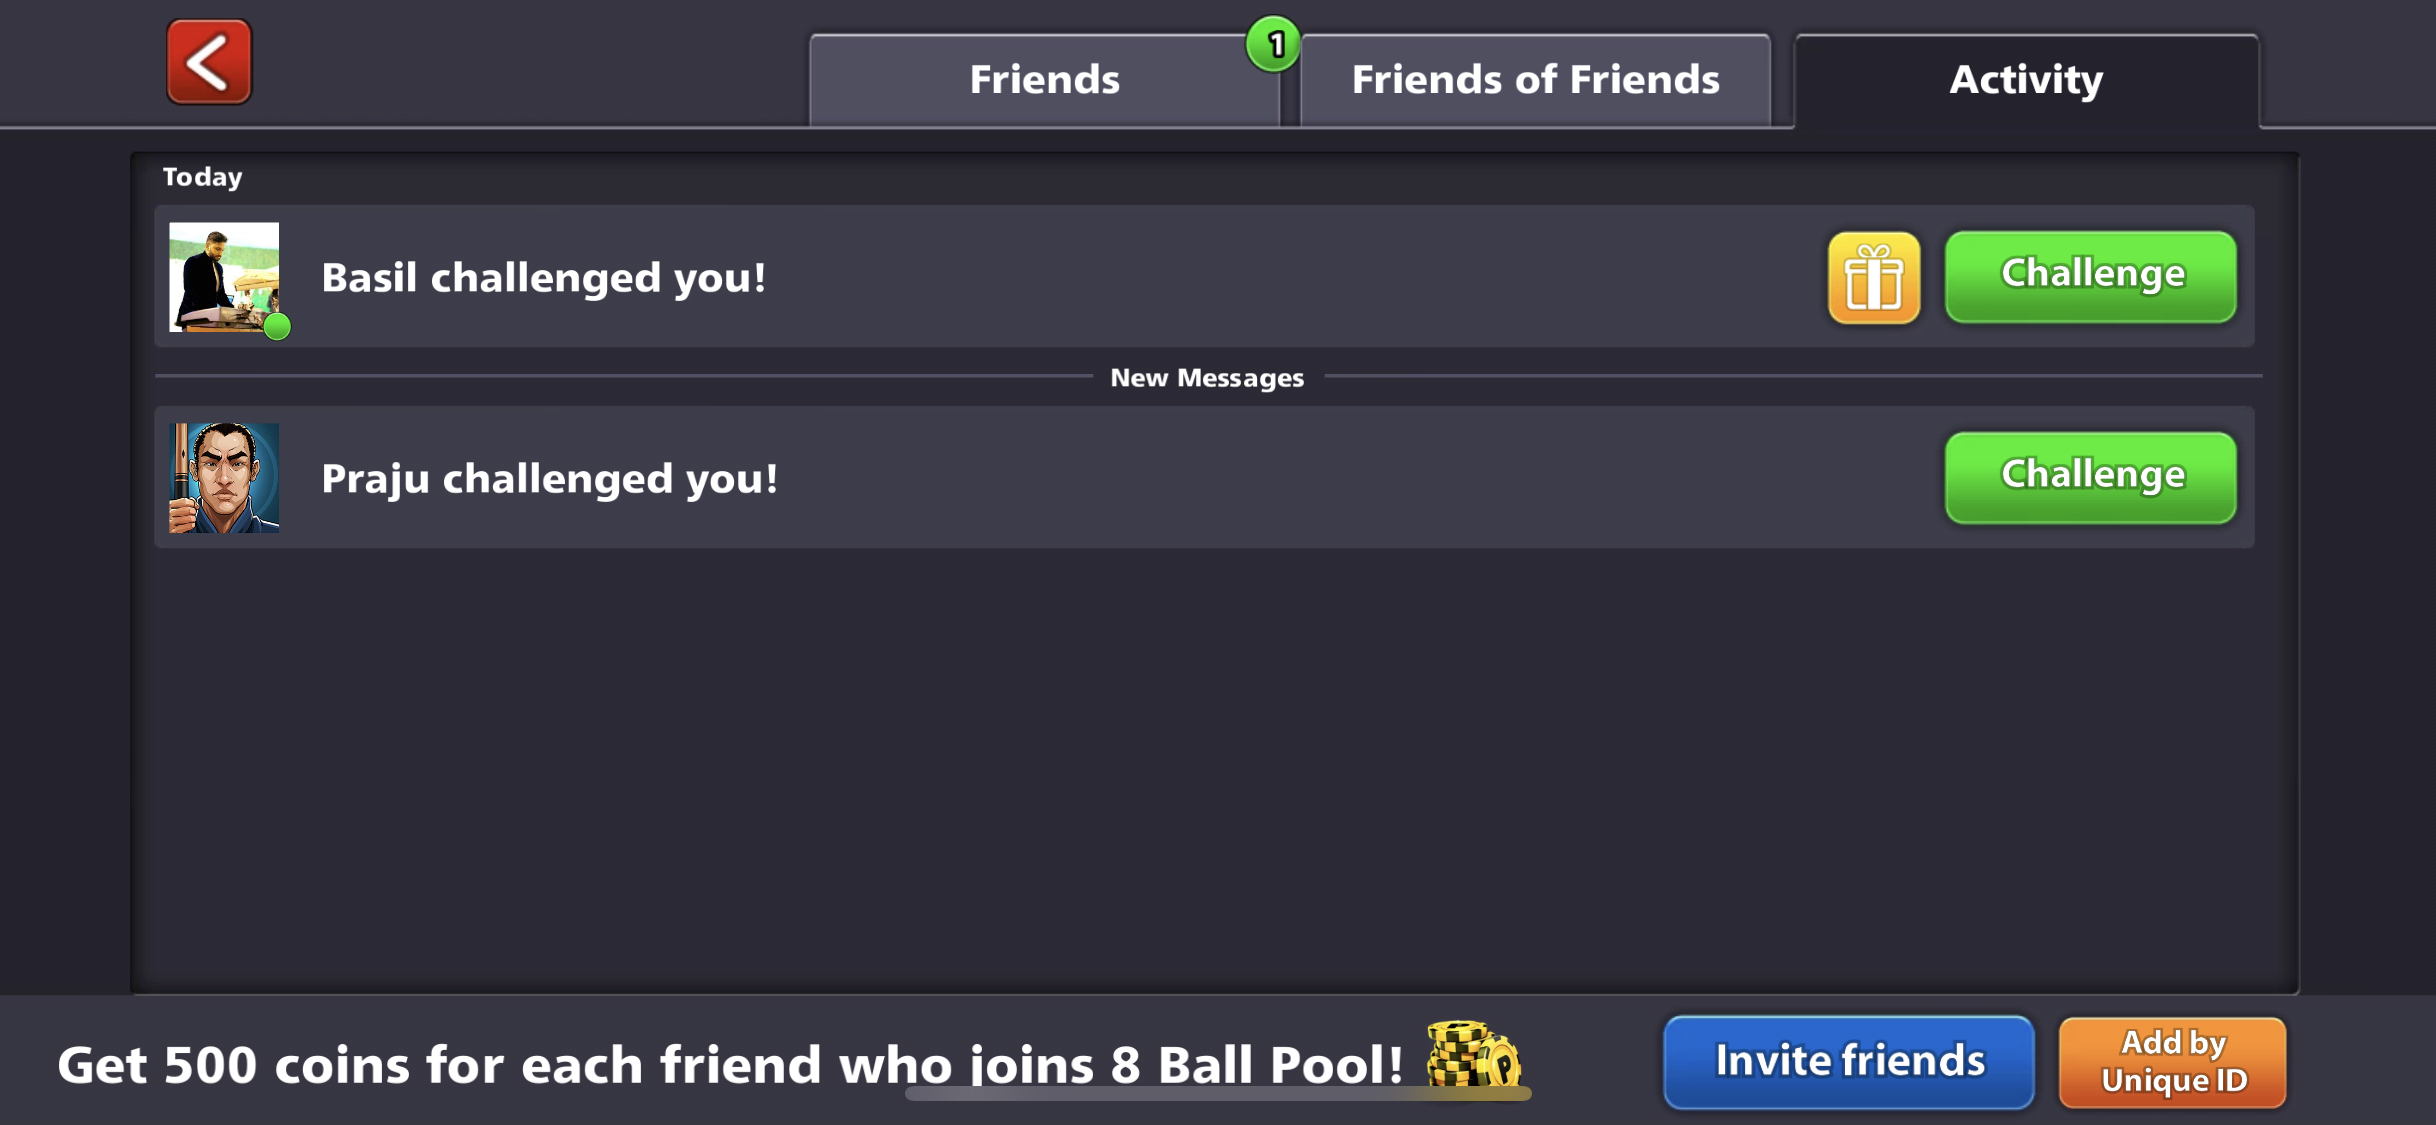 Friends
1
Friends of Friends
Activity
Today
Basil challenged you!
Challenge
New Messages
Praju challenged you!
Challenge
Get 500 coins for each friend who joins 8 Ball Pool!
P
Invite friends
Add by
Unique ID